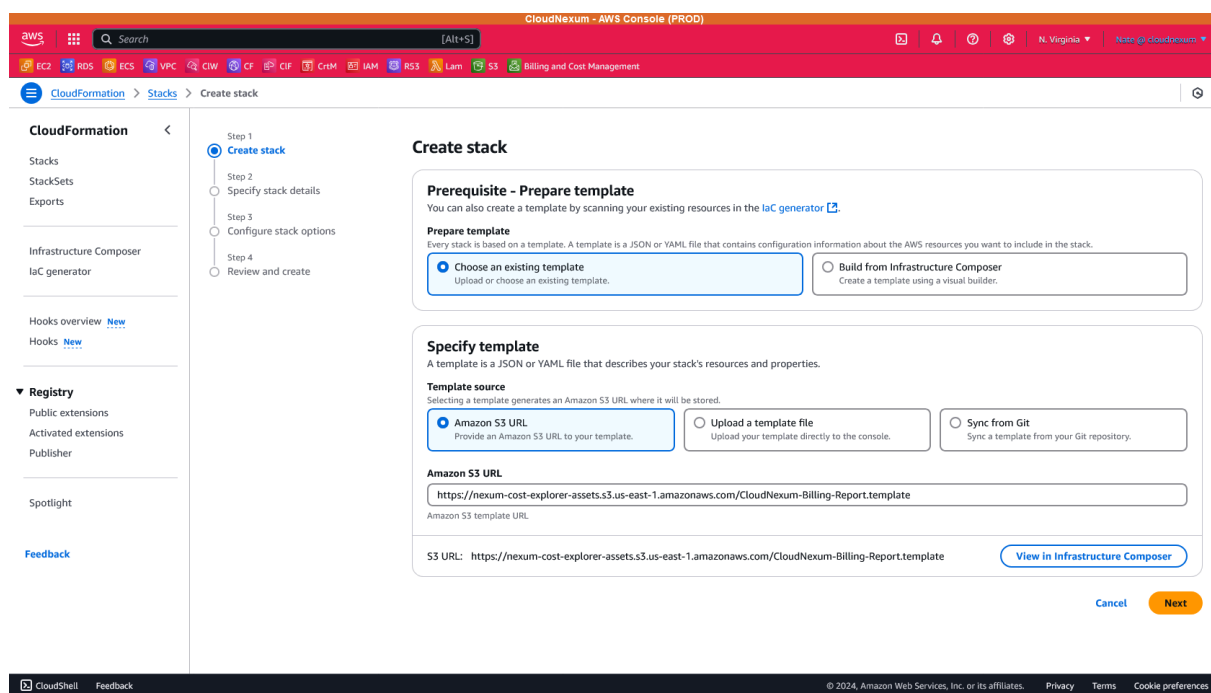 CloudNexum - AWS Console (PROD)
aws Search [Alt+S] N. Virginia Nate @ cloudnexum
EC2 RDS ECS VPC CIW CF CIF CrtM IAM R53 Lam S3 Billing and Cost Management
CloudFormation > Stacks > Create stack
CloudFormation
Stacks
StackSets
Exports
Infrastructure Composer
IaC generator
Hooks overview New
Hooks New
Registry
Public extensions
Activated extensions
Publisher
Spotlight
Feedback
Step 1
Create stack
Step 2
Specify stack details
Step 3
Configure stack options
Step 4
Review and create
Create stack
Prerequisite - Prepare template
You can also create a template by scanning your existing resources in the IaC generator.
Prepare template
Every stack is based on a template. A template is a JSON or YAML file that contains configuration information about the AWS resources you want to include in the stack.
Choose an existing template
Upload or choose an existing template.
Build from Infrastructure Composer
Create a template using a visual builder.
Specify template
A template is a JSON or YAML file that describes your stack's resources and properties.
Template source
Selecting a template generates an Amazon S3 URL where it will be stored.
Amazon S3 URL
Provide an Amazon S3 URL to your template.
Upload a template file
Upload your template directly to the console.
Sync from Git
Sync a template from your Git repository.
Amazon S3 URL
https://nexum-cost-explorer-assets.s3.us-east-1.amazonaws.com/CloudNexum-Billing-Report.template
Amazon S3 template URL
S3 URL: https://nexum-cost-explorer-assets.s3.us-east-1.amazonaws.com/CloudNexum-Billing-Report.template
View in Infrastructure Composer
Cancel Next
CloudShell Feedback © 2024, Amazon Web Services, Inc. or its affiliates. Privacy Terms Cookie preferences